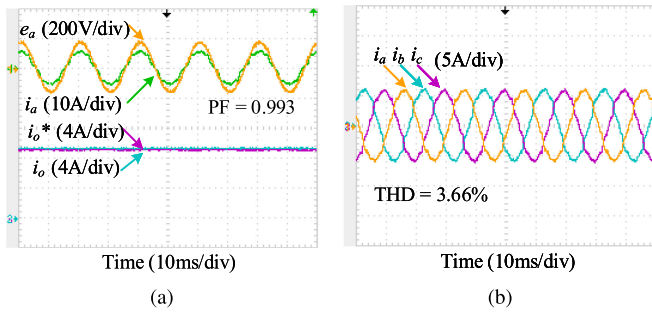 (a)
e_a (200V/div)
i_a (10A/div)
PF = 0.993
i_o* (4A/div)
i_o (4A/div)
Time (10ms/div)
(a)
(b)
i_a i_b i_c (5A/div)
THD = 3.66%
Time (10ms/div)
(b)